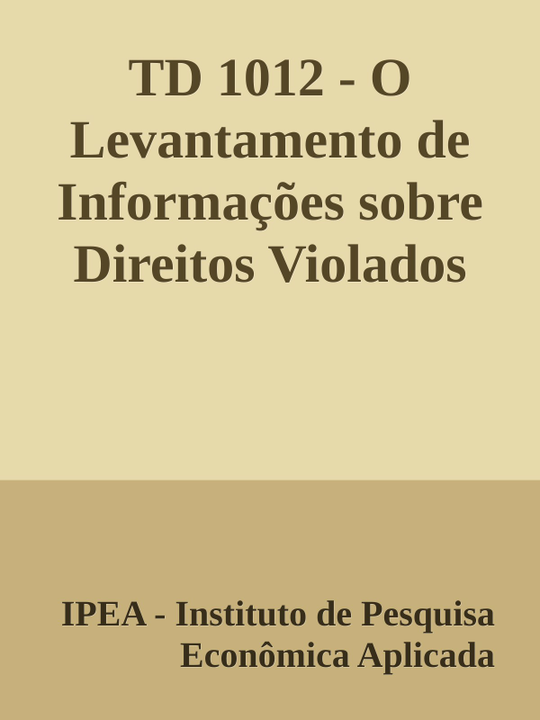 TD 1012 - O
Levantamento de
Informações sobre
Direitos Violados
IPEA - Instituto de Pesquisa
Econômica Aplicada